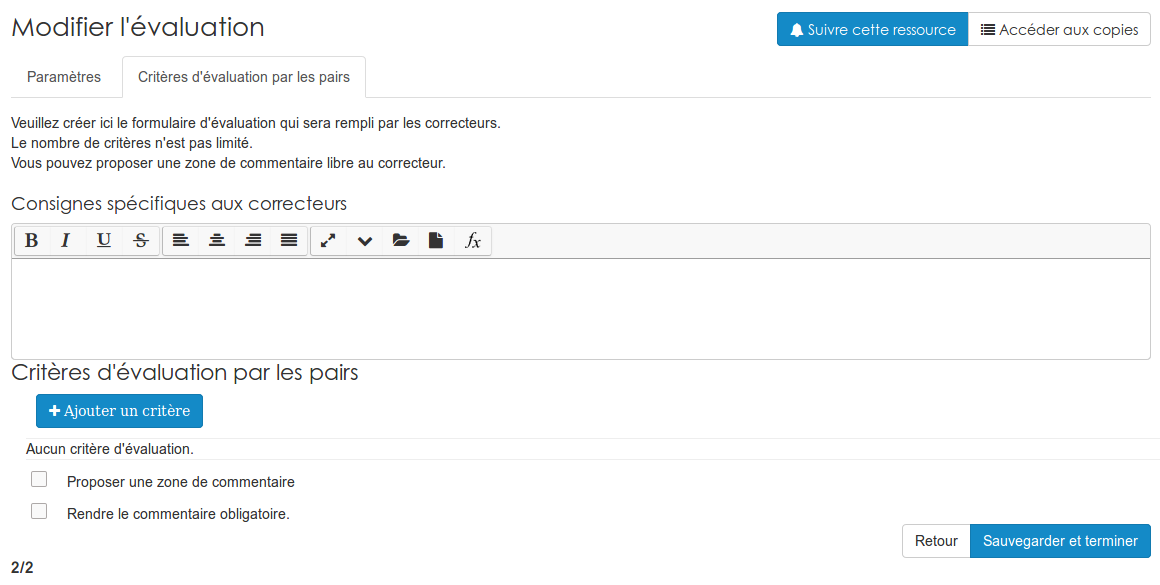 Modifier l'évaluation
Suivre cette ressource
Accéder aux copies
Paramètres
Critères d'évaluation par les pairs
Veuillez créer ici le formulaire d'évaluation qui sera rempli par les correcteurs.
Le nombre de critères n'est pas limité.
Vous pouvez proposer une zone de commentaire libre au correcteur.
Consignes spécifiques aux correcteurs
B I U S fx
Critères d'évaluation par les pairs
+ Ajouter un critère
Aucun critère d'évaluation.
Proposer une zone de commentaire
Rendre le commentaire obligatoire.
Retour
Sauvegarder et terminer
2/2